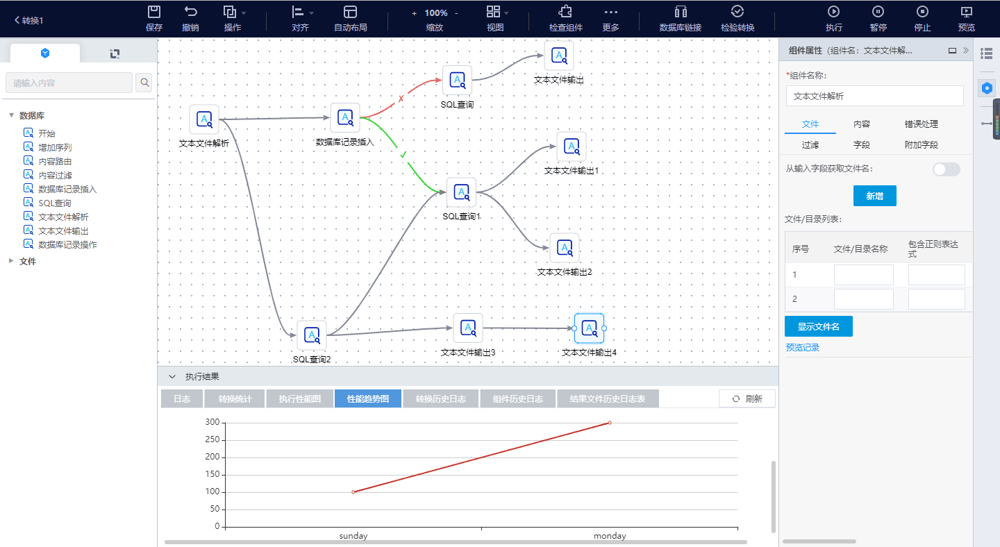 转换1
保存
撤销
操作
对齐
自动布局
+ 100% -
缩放
视图
检查组件
更多
数据库链接
检验转换
执行
暂停
停止
预览
请输入内容
数据库
开始
增加序列
内容路由
内容过滤
数据库记录插入
SQL查询
文本文件解析
文本文件输出
数据库记录操作
文件
文本文件输出
SQL查询
文本文件解析
数据库记录插入
文本文件输出1
SQL查询1
文本文件输出2
SQL查询2
文本文件输出3
文本文件输出4
执行结果
日志
转换统计
执行性能图
性能趋势图
转换历史日志
组件历史日志
结果文件历史日志表
刷新
300
250
200
150
100
50
0
sunday
monday
组件属性（组件名：文本文件解...
*组件名称:
文本文件解析
文件
内容
错误处理
过滤
字段
附加字段
从输入字段获取文件名:
新增
文件/目录列表:
序号
文件/目录名称
包含正则表达
式
1
2
显示文件名
预览记录